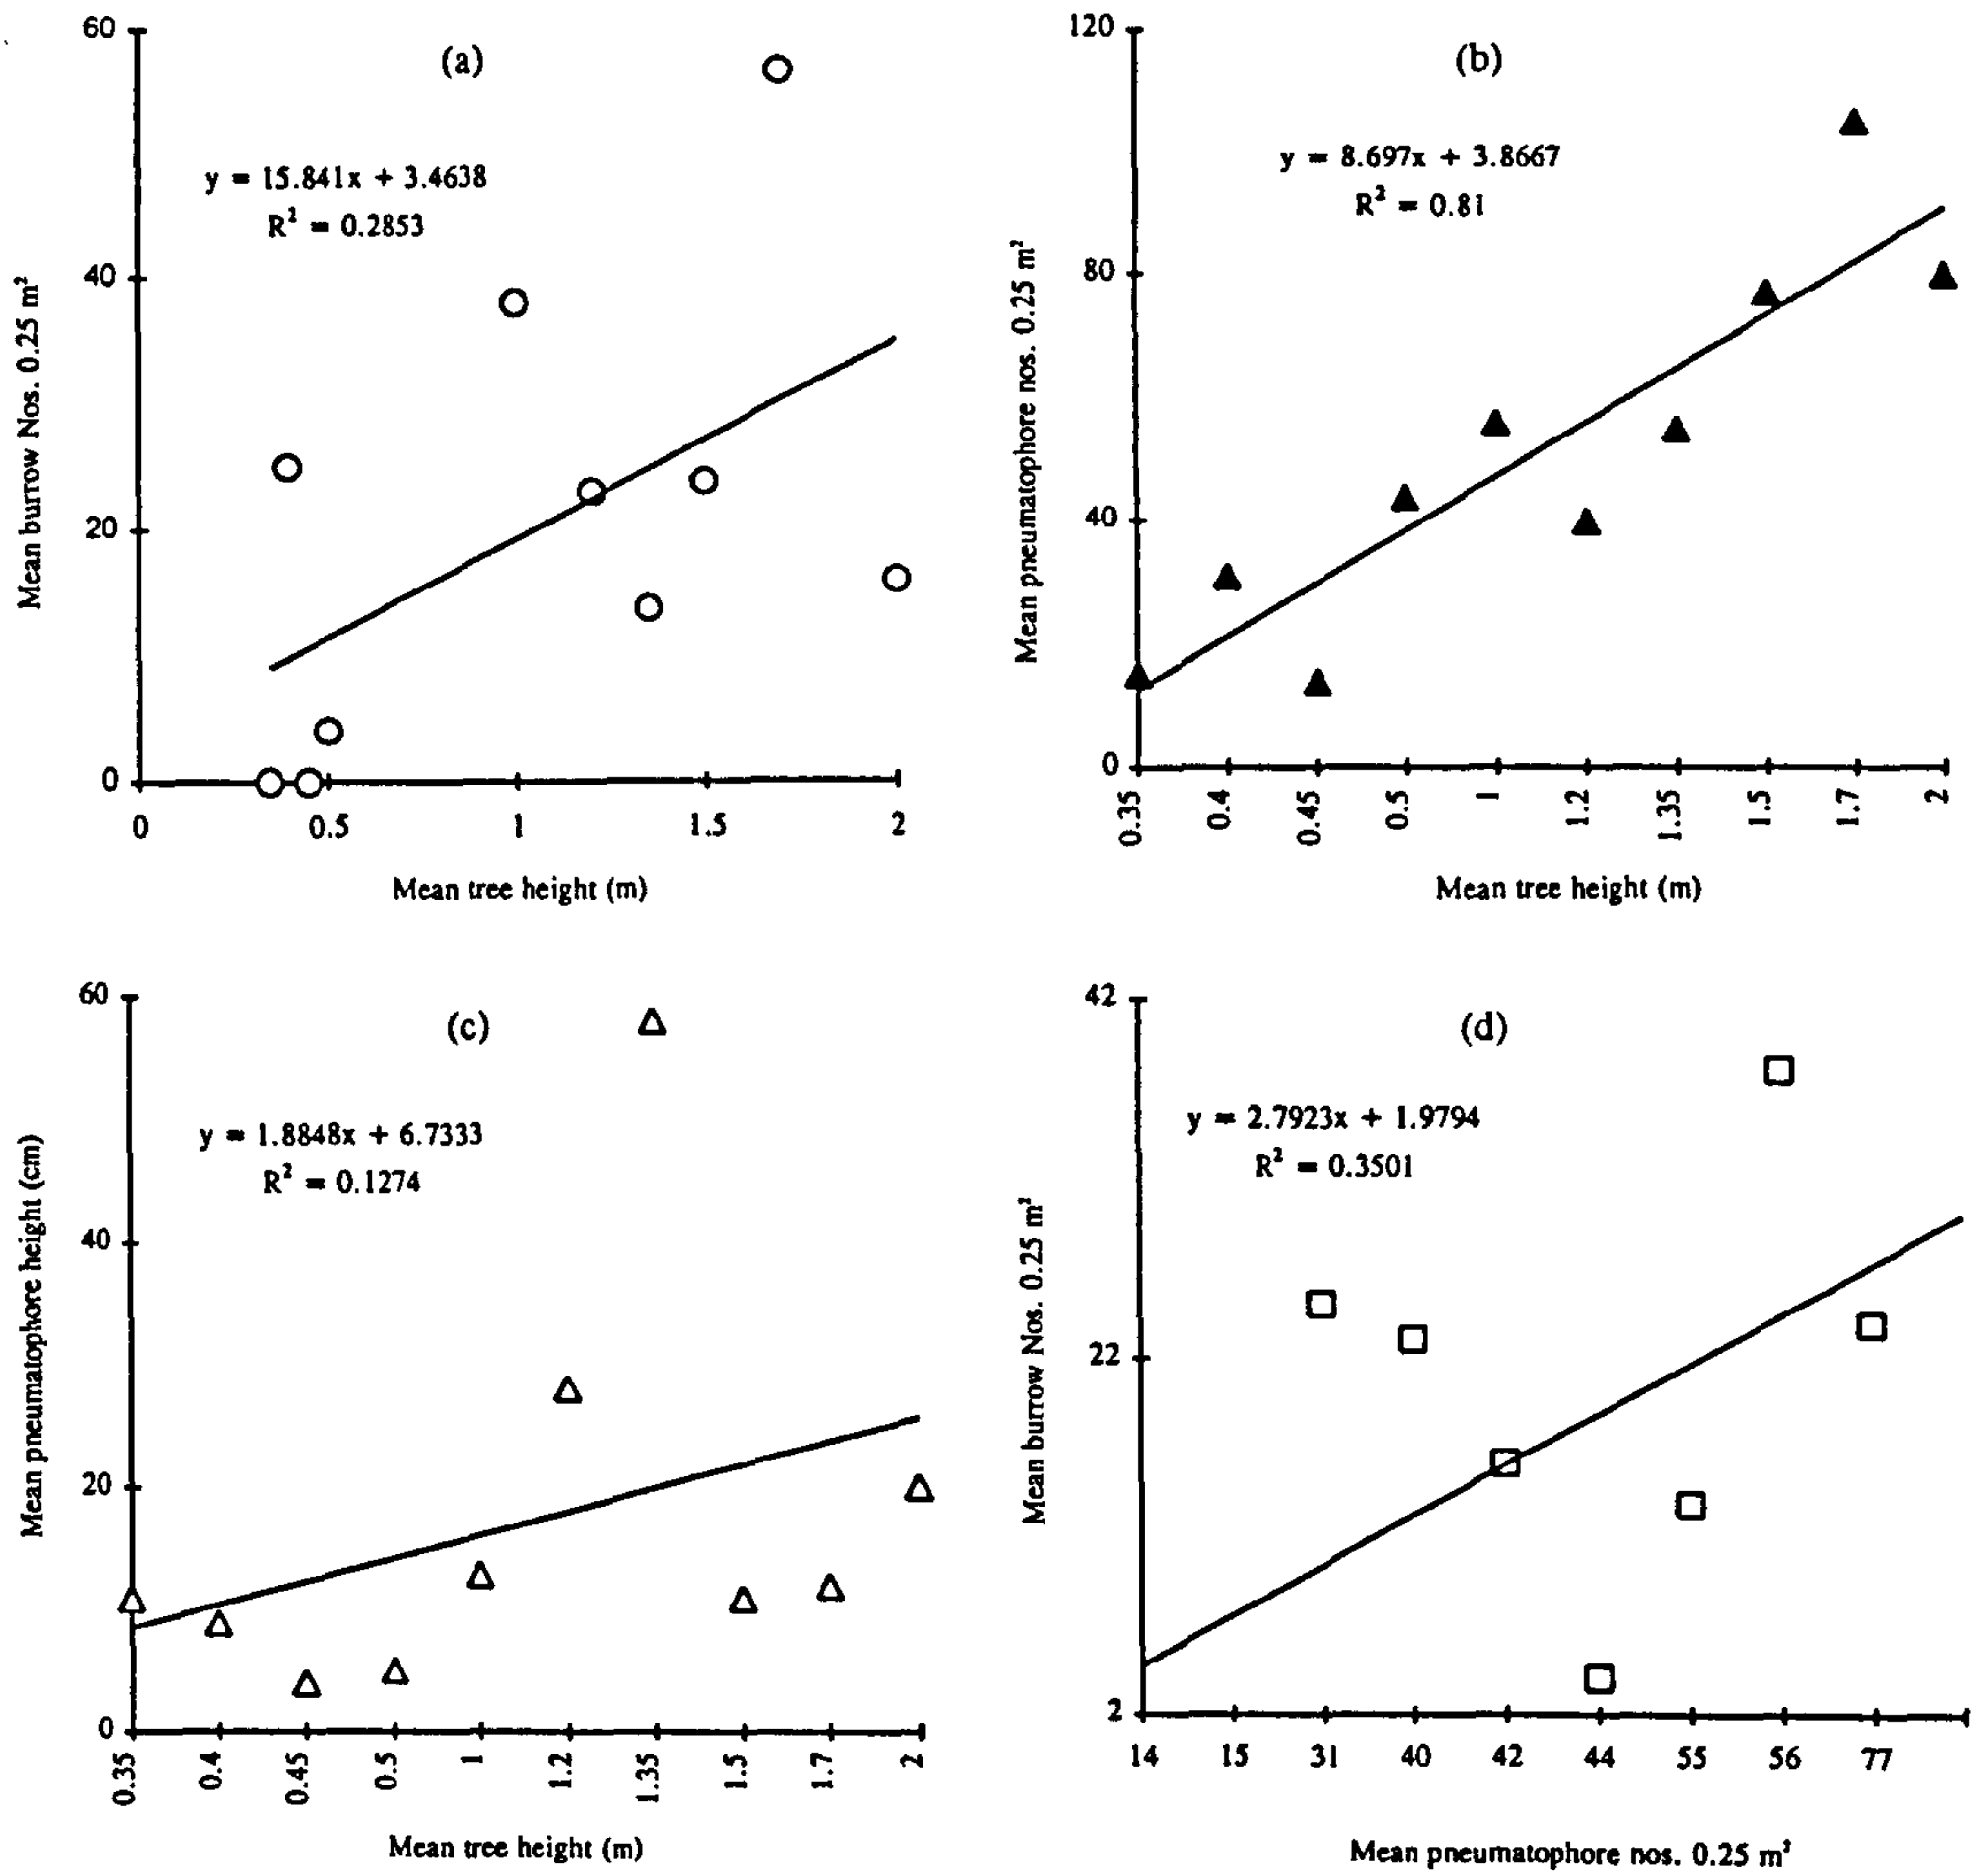 (a)
60
40
20
0
y = 15.841x + 3.4638
R² = 0.2853
Mean burrow Nos. 0.25 m²
0 0.5 1 1.5 2
Mean tree height (m)
(b)
120
80
40
0
y = 8.697x + 3.8667
R² = 0.81
Mean pneumatophore nos. 0.25 m²
0.35 0.4 0.45 0.5 1 1.2 1.35 1.5 1.7 2
Mean tree height (m)
(c)
60
40
20
0
y = 1.8848x + 6.7333
R² = 0.1274
Mean pneumatophore height (cm)
0.35 0.4 0.45 0.5 1 1.2 1.35 1.5 1.7 2
Mean tree height (m)
(d)
42
22
2
y = 2.7923x + 1.9794
R² = 0.3501
Mean burrow Nos. 0.25 m²
14 15 31 40 42 44 55 56 77
Mean pneumatophore nos. 0.25 m²